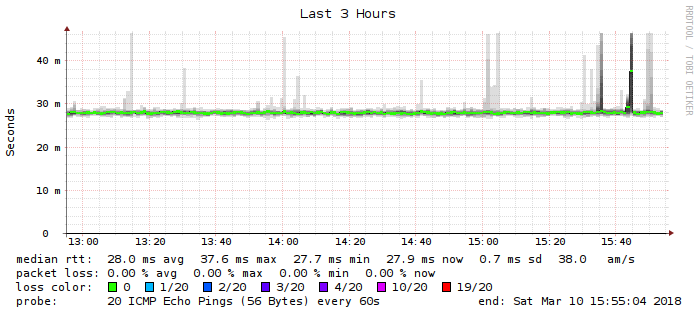 Last 3 Hours
RRDTOOL / TOBI OETIKER
Seconds
40 m
30 m
20 m
10 m
0
13:00 13:20 13:40 14:00 14:20 14:40 15:00 15:20 15:40
median rtt: 28.0 ms avg 37.6 ms max 27.7 ms min 27.9 ms now 0.7 ms sd 38.0 am/s
packet loss: 0.00 % avg 0.00 % max 0.00 % min 0.00 % now
loss color: 0 1/20 2/20 3/20 4/20 10/20 19/20
probe: 20 ICMP Echo Pings (56 Bytes) every 60s end: Sat Mar 10 15:55:04 2018